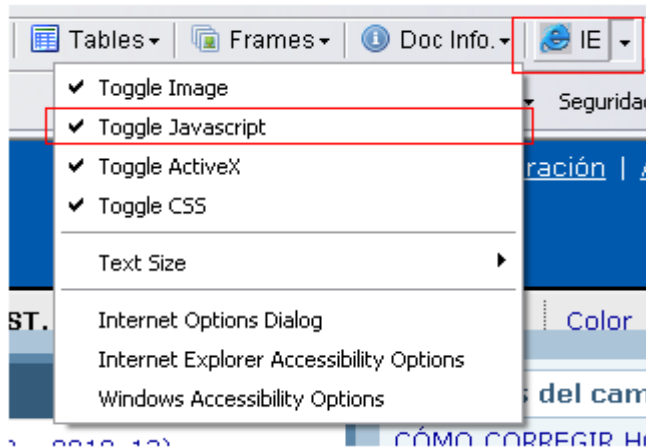 Tables Frames Doc Info. IE
Toggle Image
Seguridad
Toggle Javascript
Toggle ActiveX
ración |
Toggle CSS
Text Size
ST.
Internet Options Dialog
Color
Internet Explorer Accessibility Options
Windows Accessibility Options
del cam
CÓMO CORREGIR HO